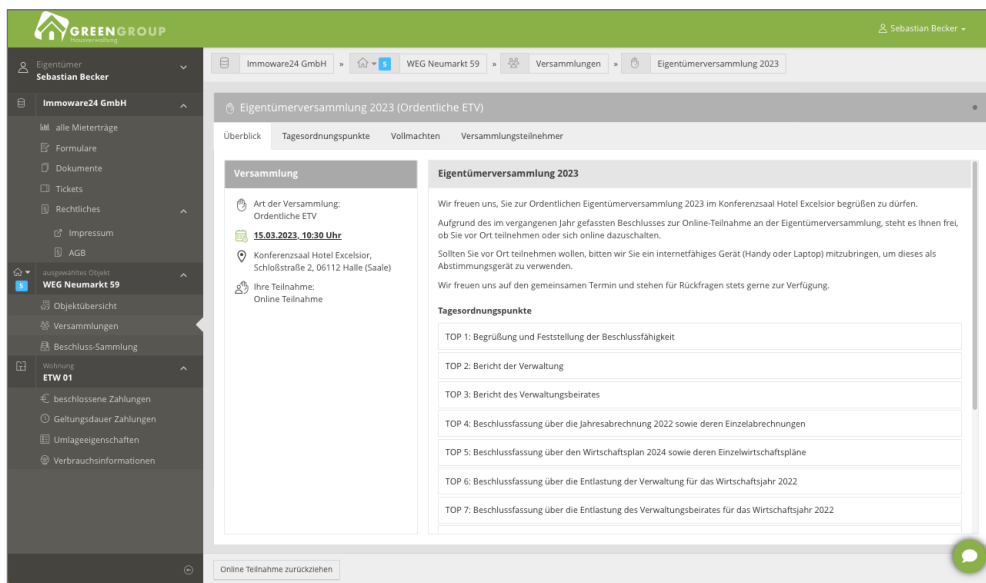 GREENGROUP
Hausverwaltung
Sebastian Becker
Eigentümer
Sebastian Becker
Immoware24 GmbH
alle Mieterträge
Formulare
Dokumente
Tickets
Rechtliches
Impressum
AGB
ausgewähltes Objekt
5
WEG Neumarkt 59
Objektübersicht
Versammlungen
Beschluss-Sammlung
Wohnung
ETW 01
beschlossene Zahlungen
Geltungsdauer Zahlungen
Umlageeigenschaften
Verbrauchsinformationen
Immoware24 GmbH » 5 WEG Neumarkt 59 » Versammlungen » Eigentümerversammlung 2023
Eigentümerversammlung 2023 (Ordentliche ETV)
Überblick Tagesordnungspunkte Vollmachten Versammlungsteilnehmer
Versammlung
Art der Versammlung:
Ordentliche ETV
15.03.2023, 10:30 Uhr
Konferenzsaal Hotel Excelsior,
Schloßstraße 2, 06112 Halle (Saale)
Ihre Teilnahme:
Online Teilnahme
Eigentümerversammlung 2023
Wir freuen uns, Sie zur Ordentlichen Eigentümerversammlung 2023 im Konferenzsaal Hotel Excelsior begrüßen zu dürfen.
Aufgrund des im vergangenen Jahr gefassten Beschlusses zur Online-Teilnahme an der Eigentümerversammlung, steht es Ihnen frei,
ob Sie vor Ort teilnehmen oder sich online dazuschalten.
Sollten Sie vor Ort teilnehmen wollen, bitten wir Sie ein internetfähiges Gerät (Handy oder Laptop) mitzubringen, um dieses als
Abstimmungsgerät zu verwenden.
Wir freuen uns auf den gemeinsamen Termin und stehen für Rückfragen stets gerne zur Verfügung.
Tagesordnungspunkte
TOP 1: Begrüßung und Feststellung der Beschlussfähigkeit
TOP 2: Bericht der Verwaltung
TOP 3: Bericht des Verwaltungsbeirates
TOP 4: Beschlussfassung über die Jahresabrechnung 2022 sowie deren Einzelabrechnungen
TOP 5: Beschlussfassung über den Wirtschaftsplan 2024 sowie deren Einzelwirtschaftspläne
TOP 6: Beschlussfassung über die Entlastung der Verwaltung für das Wirtschaftsjahr 2022
TOP 7: Beschlussfassung über die Entlastung des Verwaltungsbeirates für das Wirtschaftsjahr 2022
Online Teilnahme zurückziehen